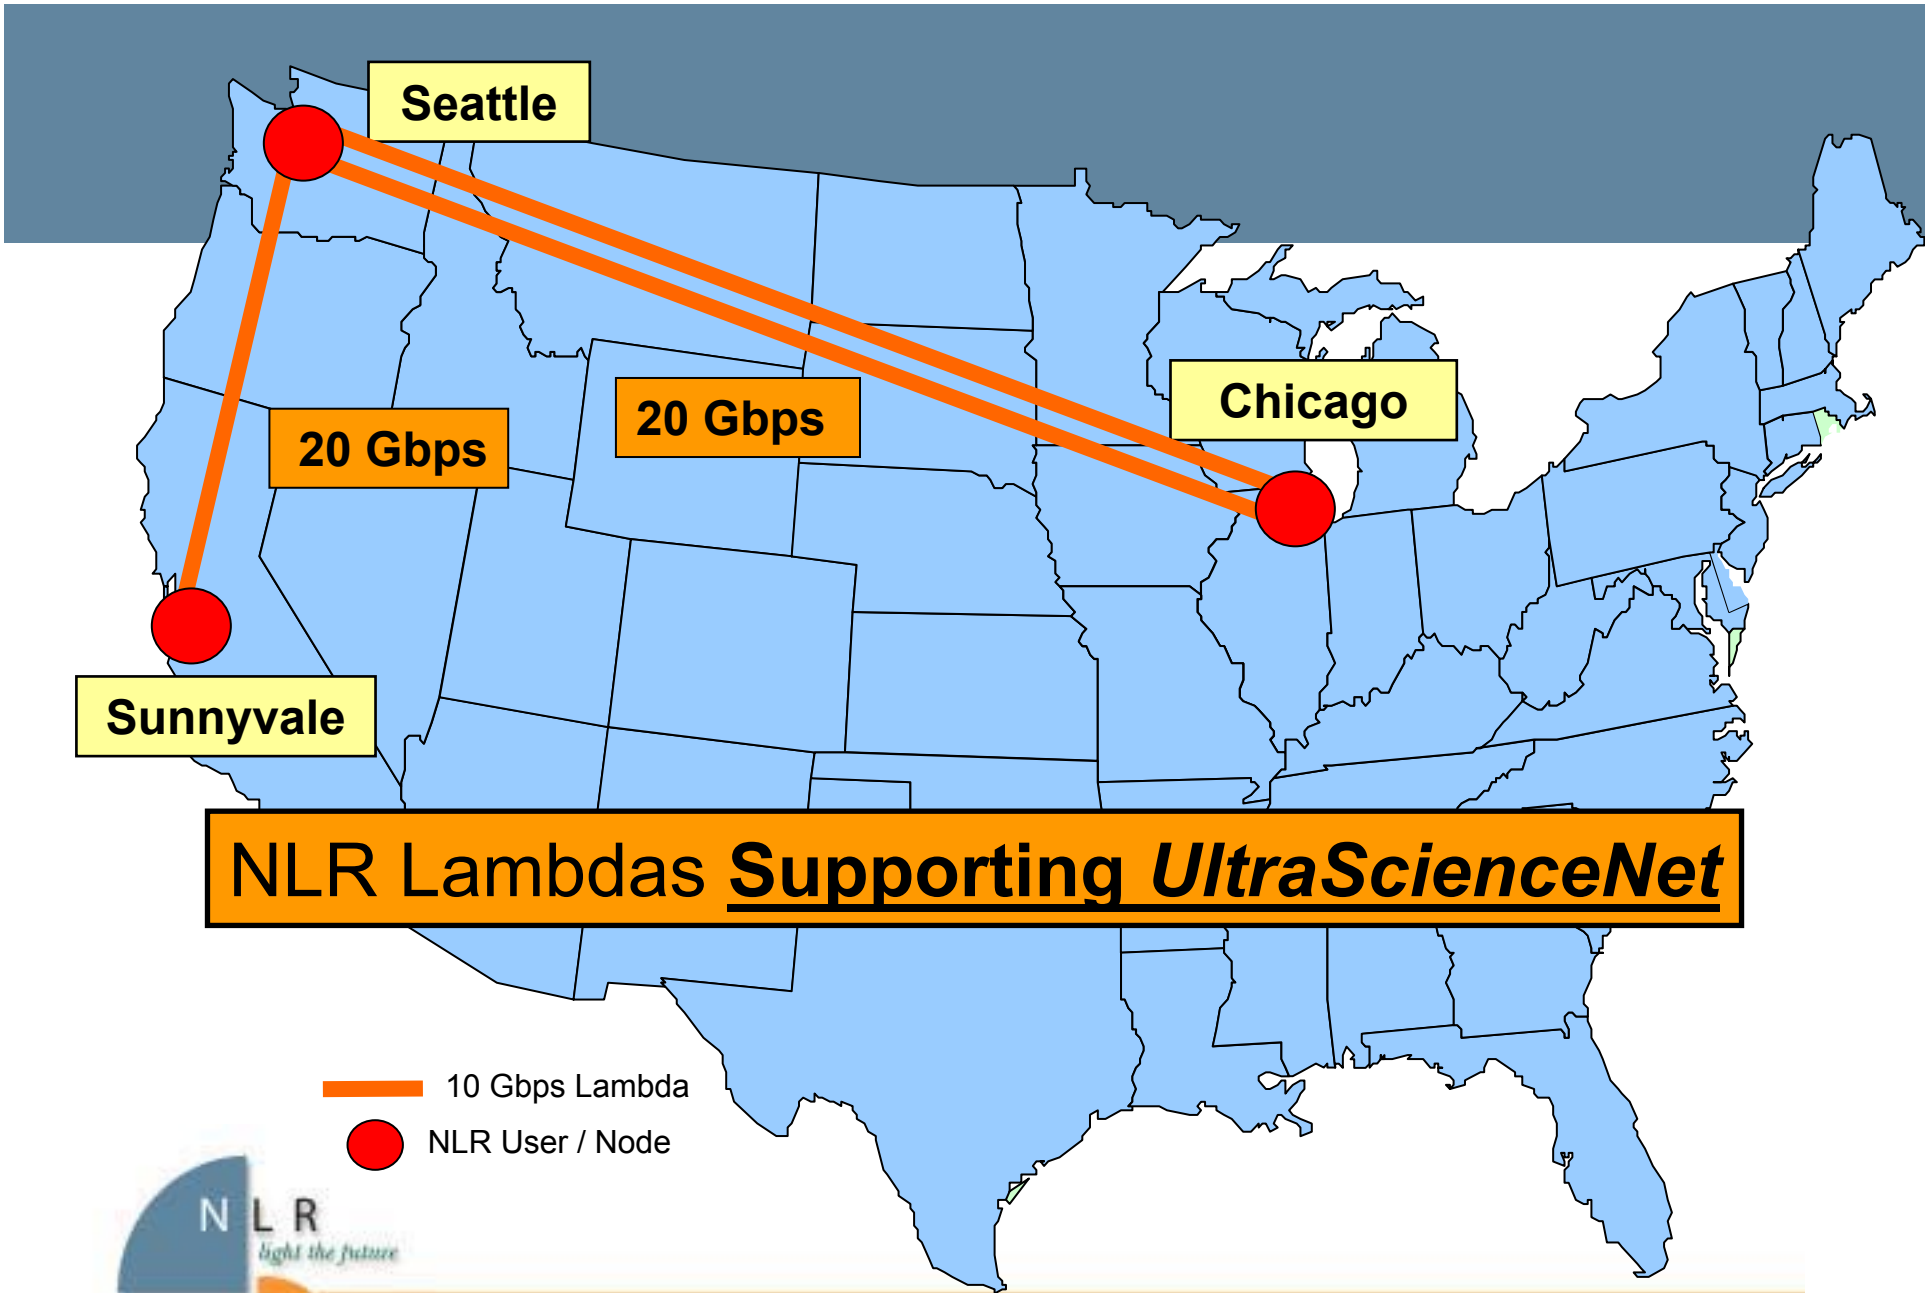 Seattle
Chicago
20 Gbps
20 Gbps
Sunnyvale
NLR Lambdas Supporting UltraScienceNet
10 Gbps Lambda
NLR User / Node
N L R
light the future